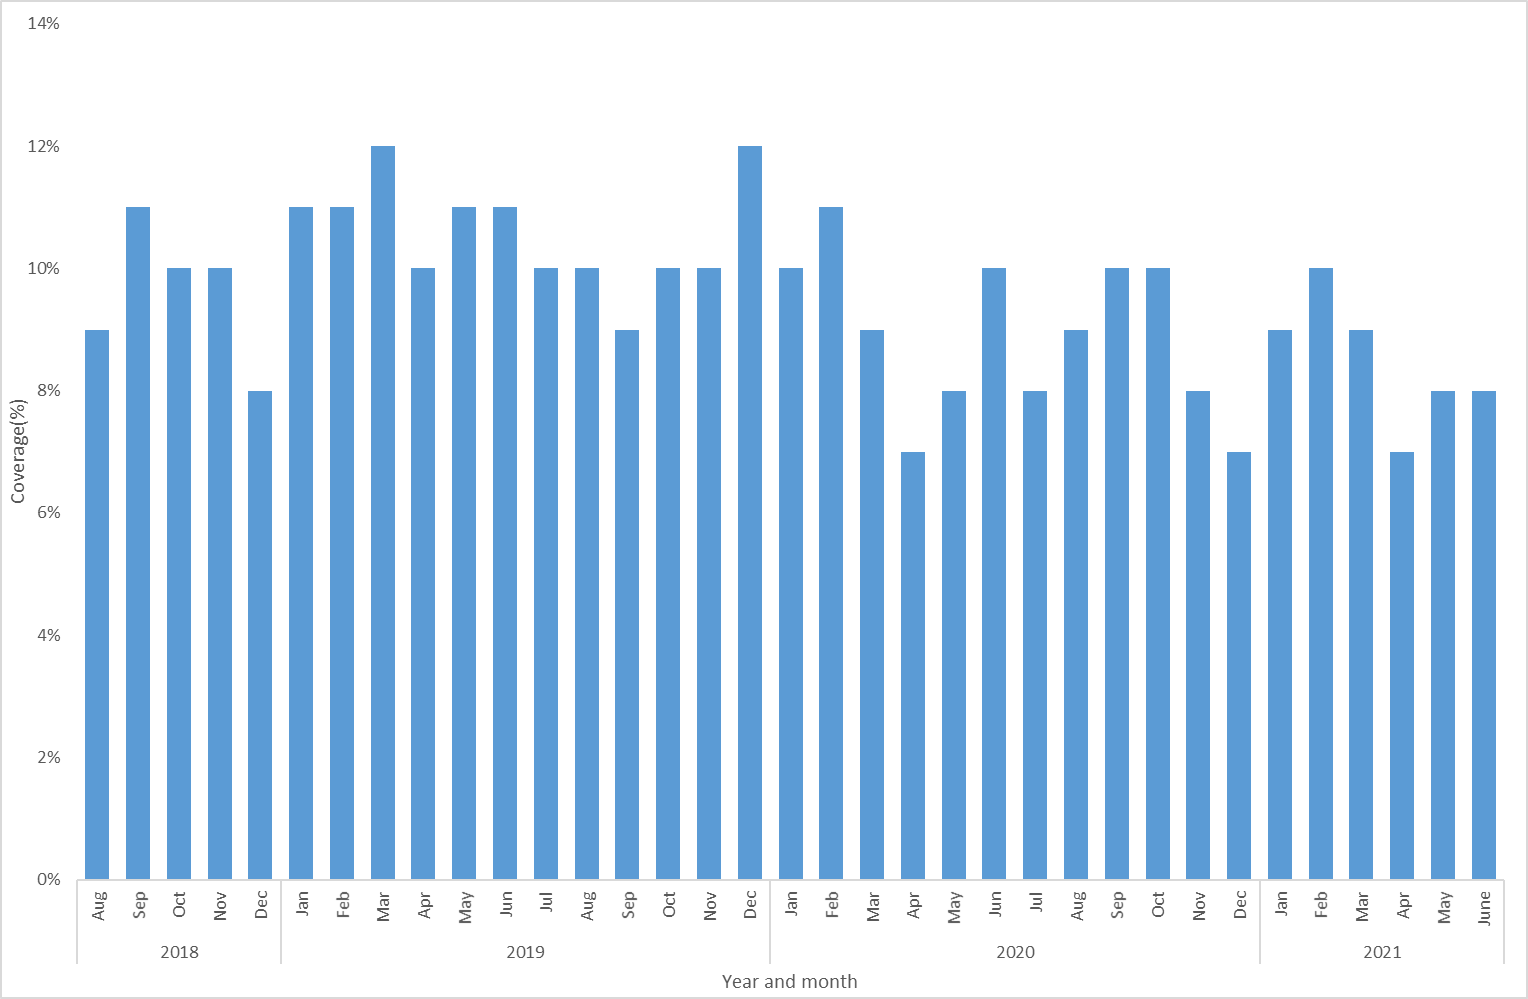 14%
12%
10%
8%
6%
4%
2%
0%
Coverage(%)
Aug Sep Oct Nov Dec Jan Feb Mar Apr May Jun Jul Aug Sep Oct Nov Dec Jan Feb Mar Apr May Jun Jul Aug Sep Oct Nov Dec Jan Feb Mar Apr May June
2018 2019 2020 2021
Year and month